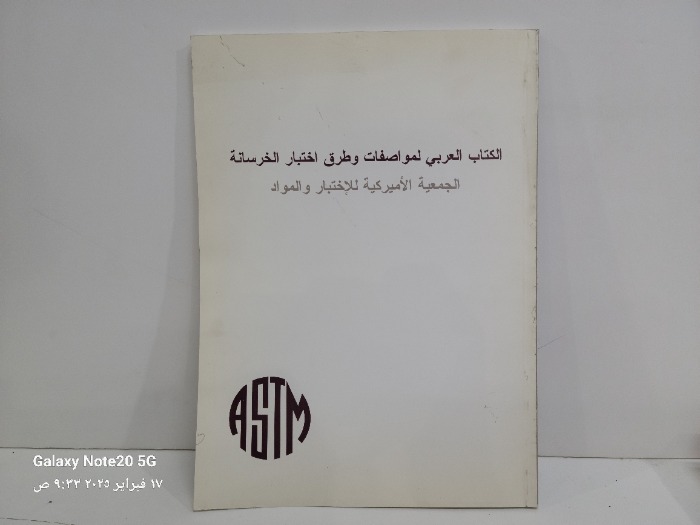 الكتاب العربي لمواصفات وطرق اختبار الخرسانة
الجمعية الأميركية للإختبار والمواد
ASTM
Galaxy Note20 5G
١٧ فبراير ٢٠٢٥ ٩:٣٣ ص